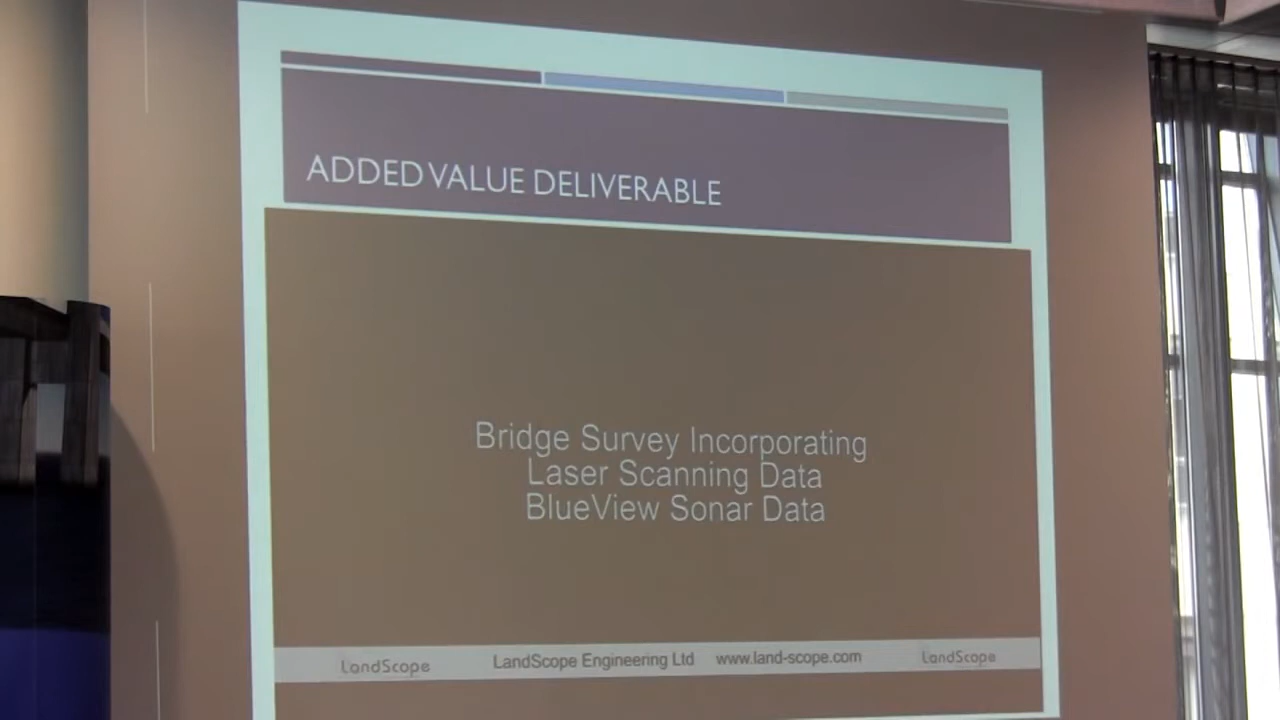 ADDED VALUE DELIVERABLE
Bridge Survey Incorporating
Laser Scanning Data
BlueView Sonar Data
LandScope LandScope Engineering Ltd www.land-scope.com LandScope